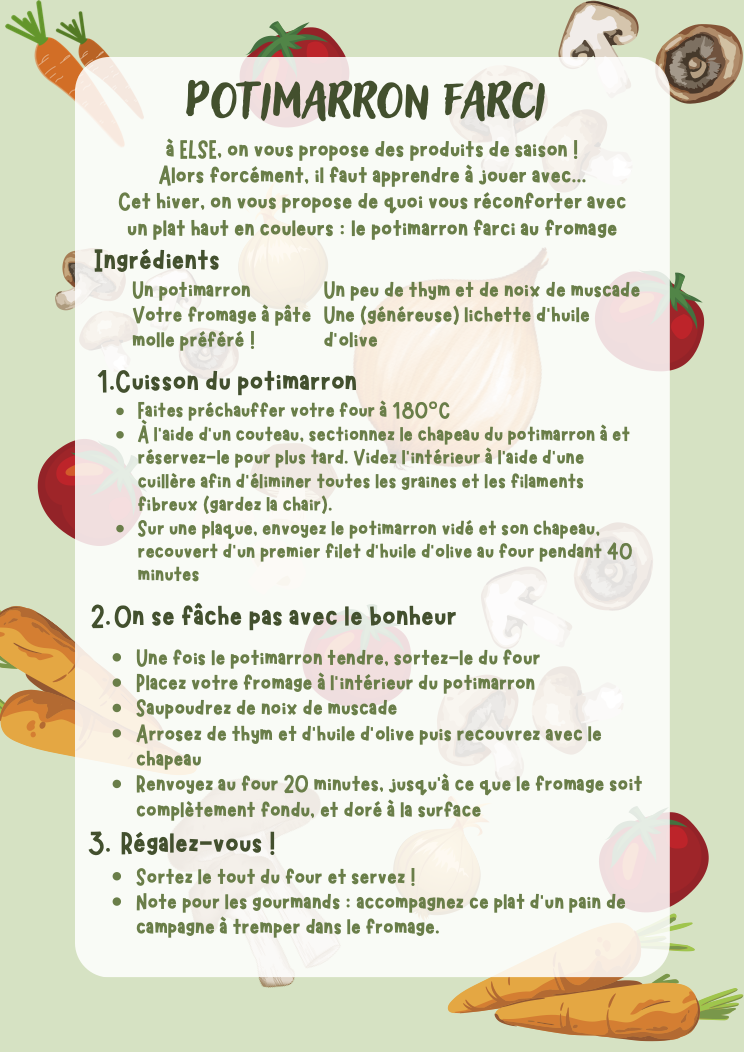 POTIMARRON FARCI
à ELSE, on vous propose des produits de saison !
Alors forcément, il faut apprendre à jouer avec...
Cet hiver, on vous propose de quoi vous réconforter avec
un plat haut en couleurs : le potimarron farci au fromage
Ingrédients
Un potimarron
Votre fromage à pâte
molle préféré !
Un peu de thym et de noix de muscade
Une (généreuse) lichette d'huile
d'olive
1.Cuisson du potimarron
• Faites préchauffer votre four à 180°C
• À l'aide d'un couteau, sectionnez le chapeau du potimarron à et
réservez-le pour plus tard. Videz l'intérieur à l'aide d'une
cuillère afin d'éliminer toutes les graines et les filaments
fibreux (gardez la chair).
• Sur une plaque, envoyez le potimarron vidé et son chapeau,
recouvert d'un premier filet d'huile d'olive au four pendant 40
minutes
2.On se fâche pas avec le bonheur
• Une fois le potimarron tendre, sortez-le du four
• Placez votre fromage à l'intérieur du potimarron
• Saupoudrez de noix de muscade
• Arrosez de thym et d'huile d'olive puis recouvrez avec le
chapeau
• Renvoyez au four 20 minutes, jusqu'à ce que le fromage soit
complètement fondu, et doré à la surface
3. Régalez-vous !
• Sortez le tout du four et servez !
• Note pour les gourmands : accompagnez ce plat d'un pain de
campagne à tremper dans le fromage.